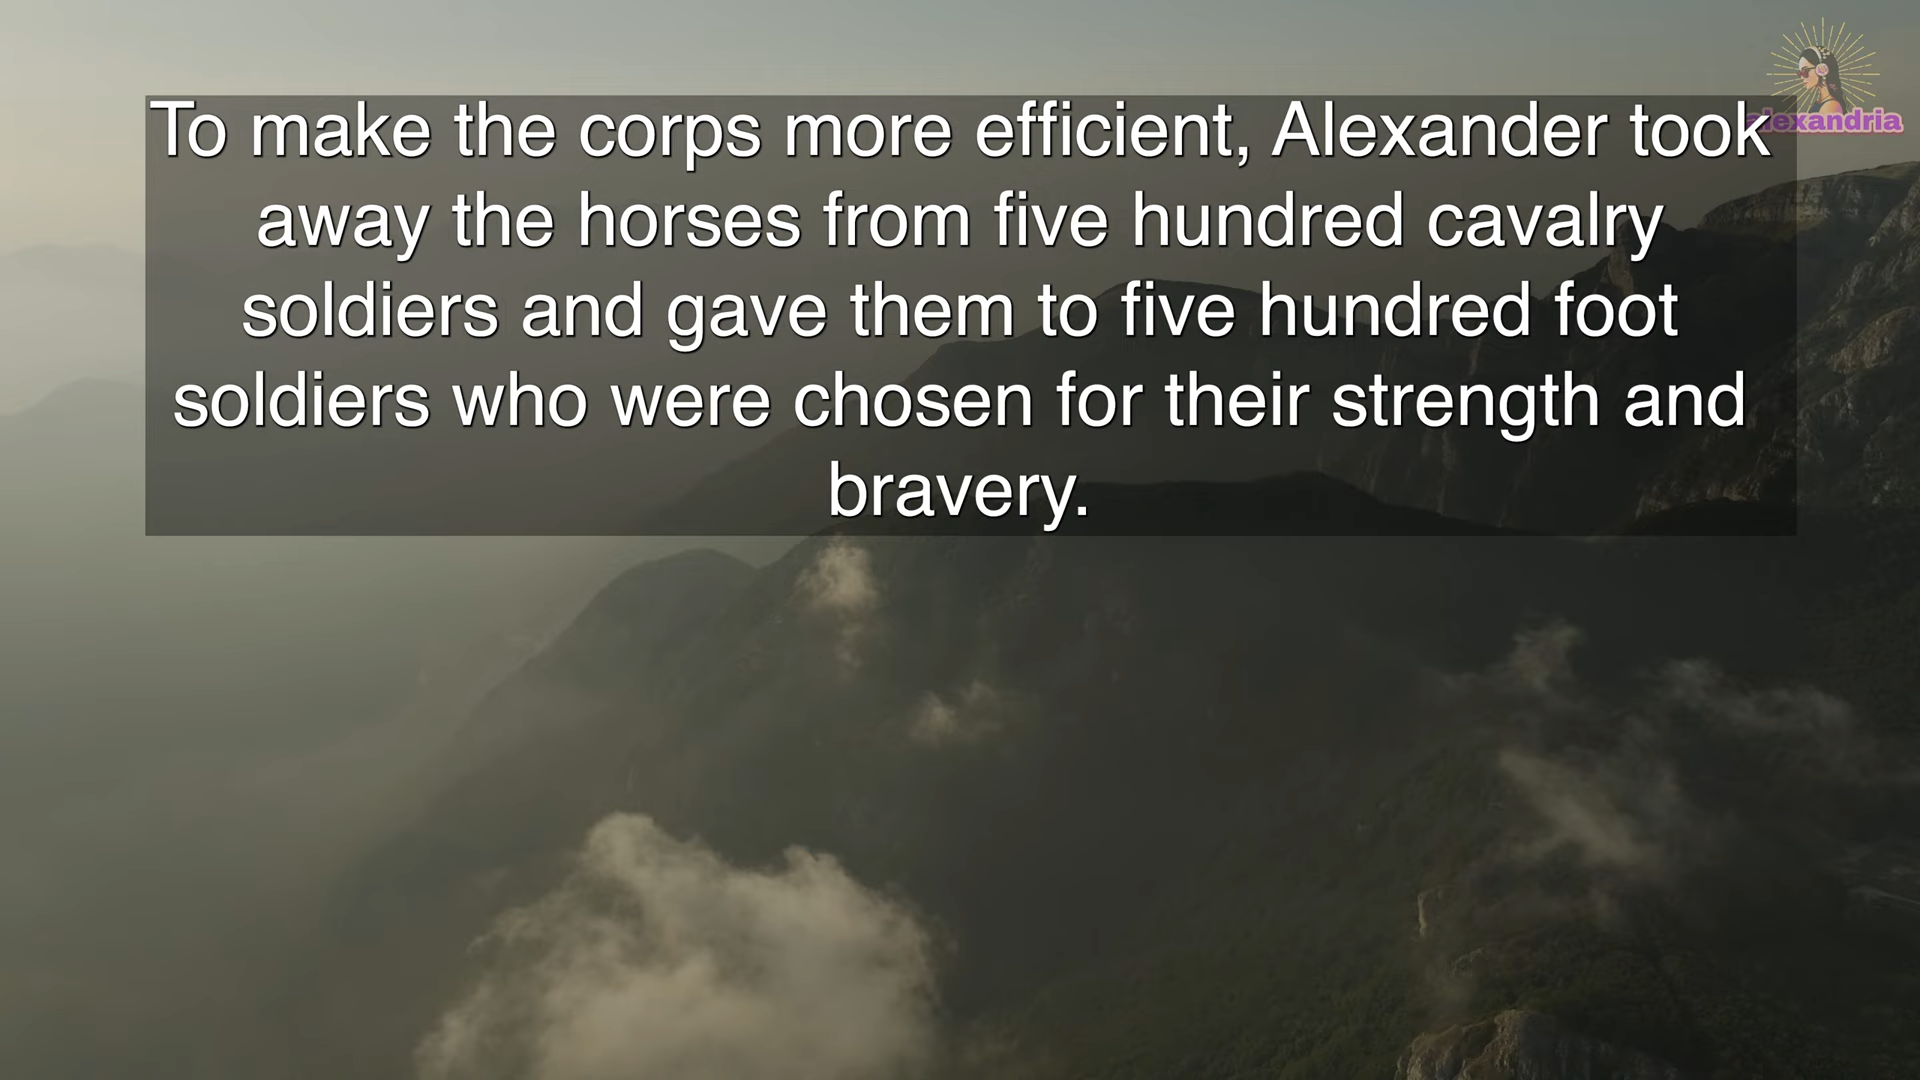 To make the corps more efficient, Alexander took
away the horses from five hundred cavalry
soldiers and gave them to five hundred foot
soldiers who were chosen for their strength and
bravery.
alexandria